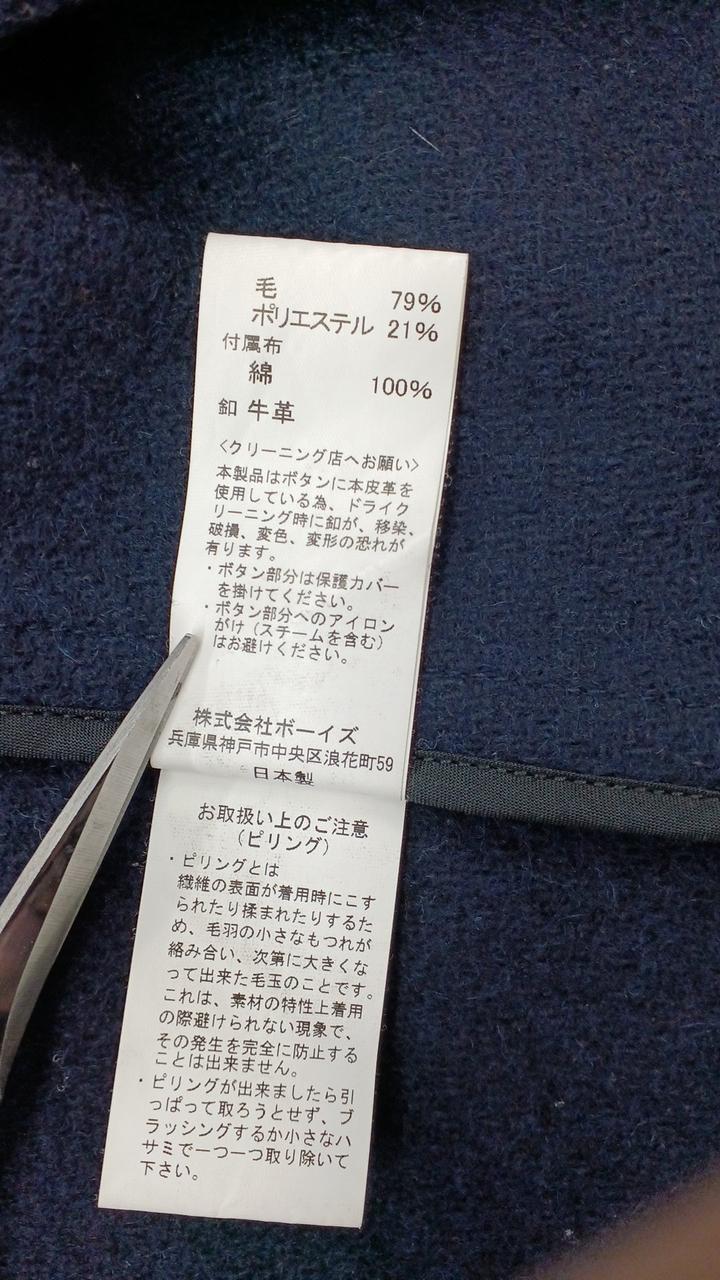 毛 79%
ポリエステル 21%
付属布
綿 100%
釦 牛革
〈クリーニング店へお願い〉
本製品はボタンに本皮革を
使用している為、ドライク
リーニング時に釦が、移染、
破損、変色、変形の恐れが
有ります。
・ボタン部分は保護カバー
を掛けてください。
・ボタン部分へのアイロン
がけ（スチームを含む）
はお避けください。
株式会社ボーイズ
兵庫県神戸市中央区浪花町59
日本製
お取扱い上のご注意
（ピリング）
・ピリングとは
繊維の表面が着用時にこす
られたり揉まれたりするた
め、毛羽の小さなもつれが
絡み合い、次第に大きくな
って出来た毛玉のことです。
これは、素材の特性上着用
の際避けられない現象で、
その発生を完全に防止する
ことは出来ません。
・ピリングが出来ましたら引
っぱって取ろうとせず、ブ
ラッシングするか小さなハ
サミで一つ一つ取り除いて
下さい。